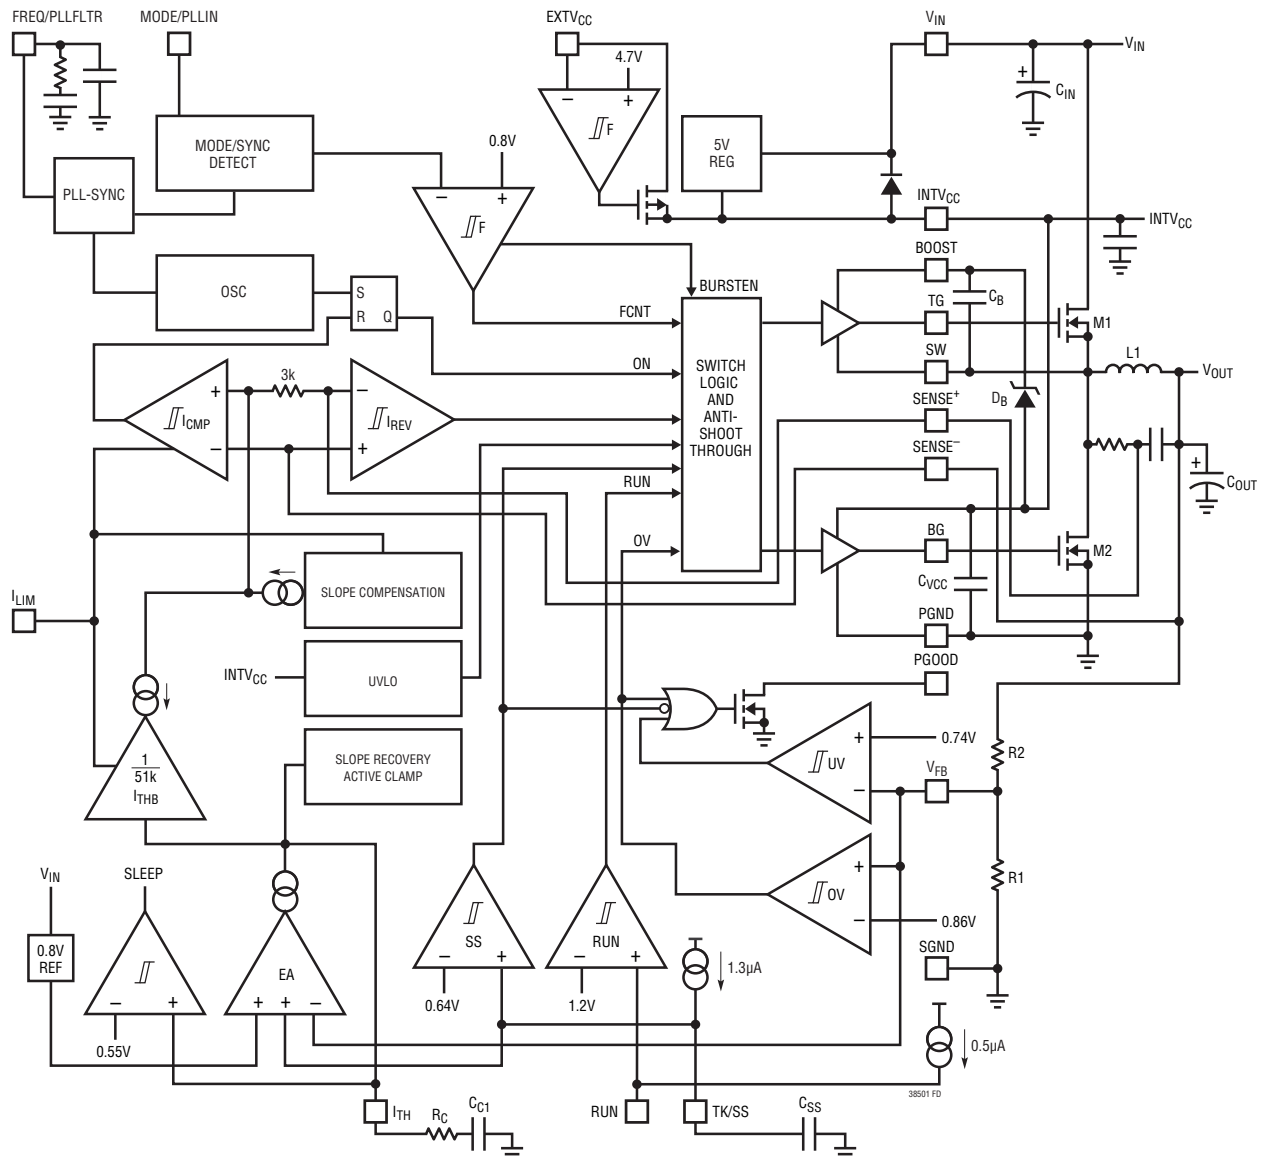 FREQ/PLLFLTR
MODE/PLLIN
EXTVCC
VIN
4.7V
VIN
+
CIN
− +
F
MODE/SYNC
DETECT
5V
REG
0.8V
PLL-SYNC
− +
F
INTVCC
INTVCC
BOOST
OSC
S
R Q
BURSTEN
CB
FCNT
TG
M1
ON
SW
L1
VOUT
3k
SWITCH
LOGIC
AND
ANTI-
SHOOT
THROUGH
+
ICMP
−
−
IREV
+
SENSE+
DB
SENSE−
+
COUT
RUN
OV
BG
M2
CVCC
SLOPE COMPENSATION
ILIM
PGND
PGOOD
INTVCC
UVLO
1
51k
ITHB
SLOPE RECOVERY
ACTIVE CLAMP
+
UV
−
0.74V
R2
VFB
+
OV
−
R1
0.86V
VIN
SLEEP
0.8V
REF
− +
0.55V
EA
+ + −
SS
− +
0.64V
RUN
− +
1.2V
1.3µA
SGND
0.5µA
38501 FD
ITH
RC
CC1
RUN
TK/SS
CSS